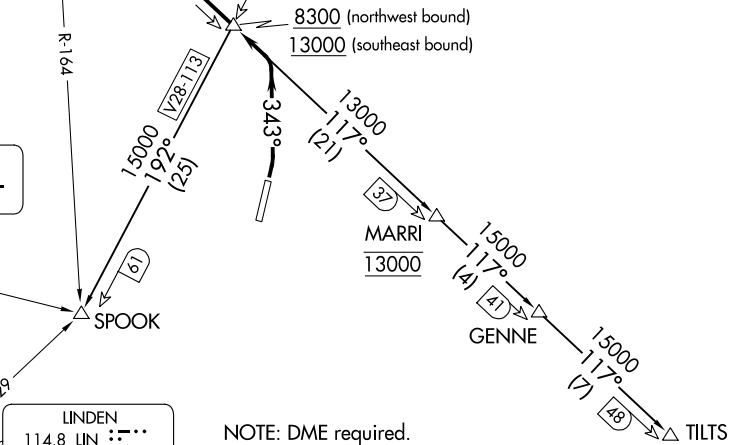 8300 (northwest bound)
13000 (southeast bound)
R-164
V28-113
15000
192°
(25)
343°
13000
117°
(21)
37
MARRI
13000
15000
117°
(4)
61
SPOOK
41
GENNE
15000
117°
(7)
48
TILTS
LINDEN
114.8 LIN
NOTE: DME required.